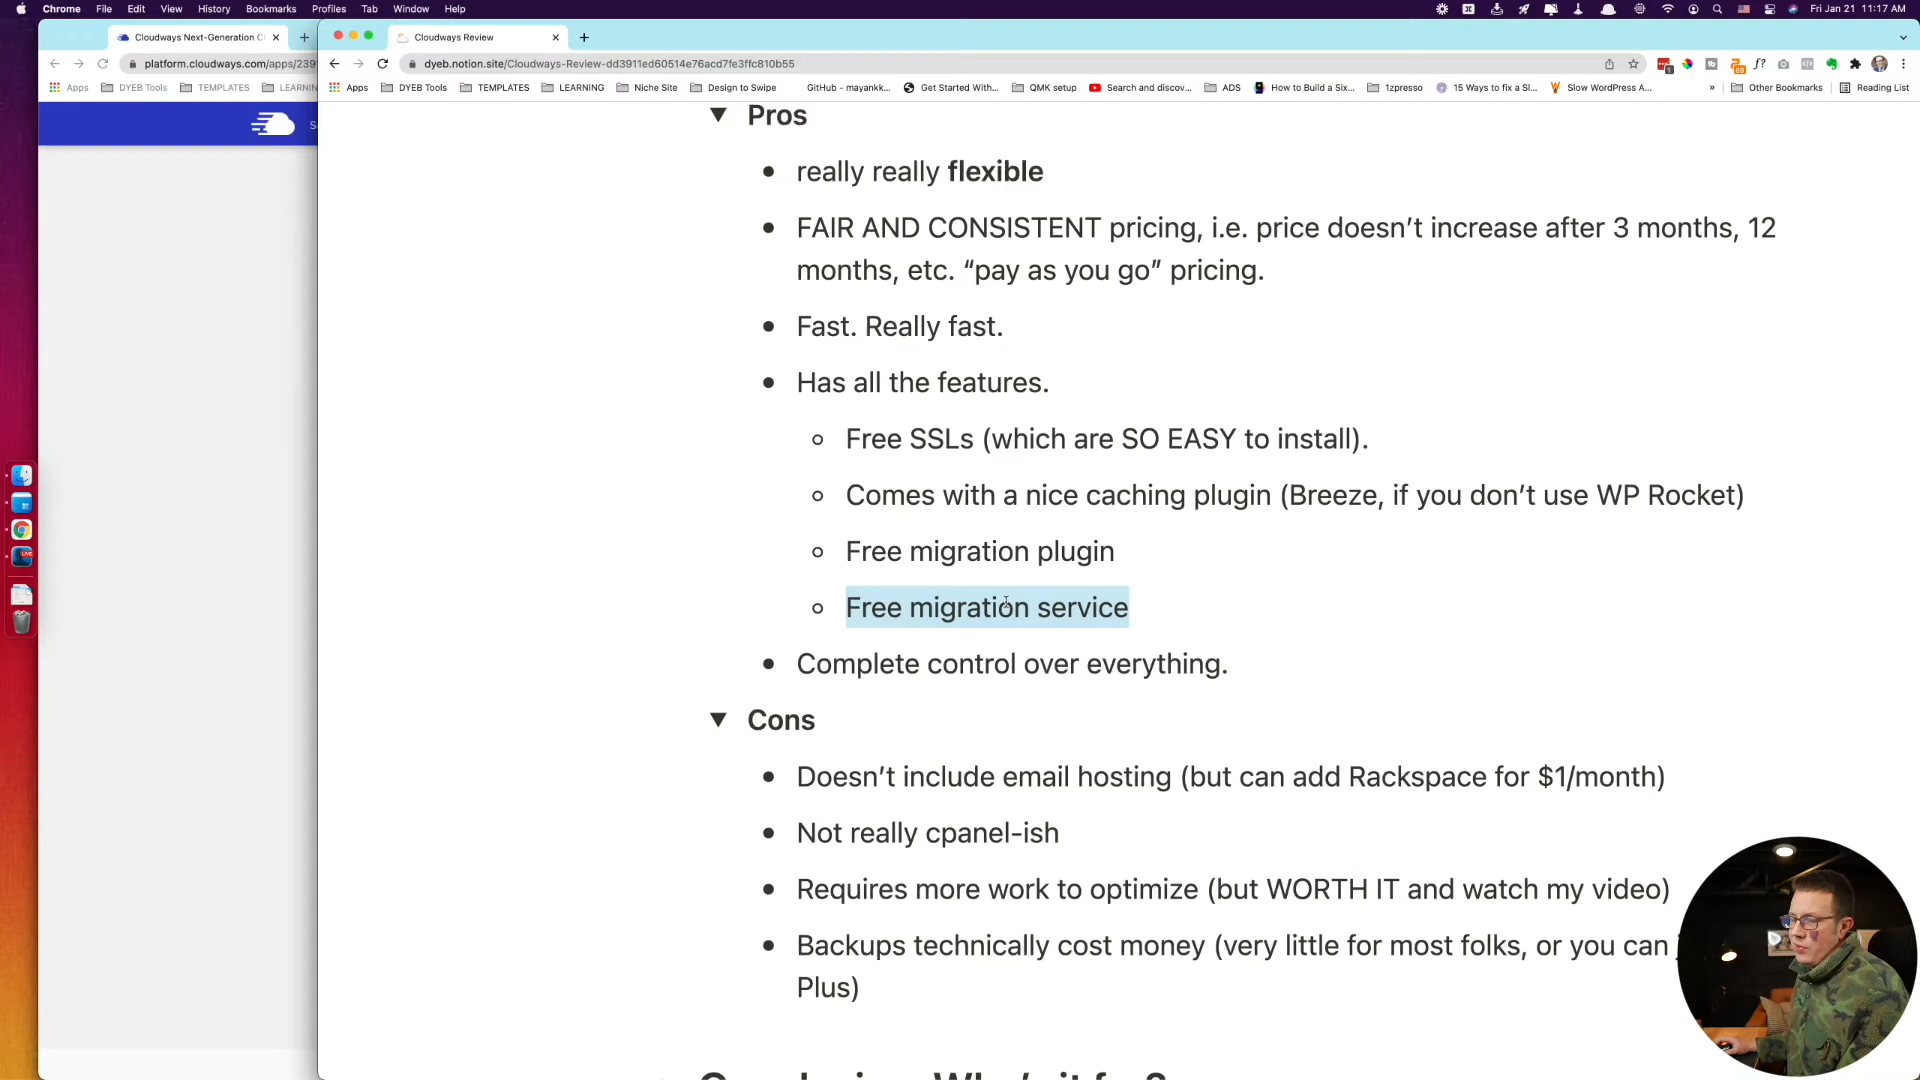 Chrome File Edit View History Bookmarks Profiles Tab Window Help Fri Jan 21 11:17 AM
Cloudways Next-Generation C
Cloudways Review
platform.cloudways.com/apps/239
dyeb.notion.site/Cloudways-Review-dd3911ed60514e76acd7fe3ffc810b55
Apps DYEB Tools TEMPLATES LEARNIN
Apps DYEB Tools TEMPLATES LEARNING Niche Site Design to Swipe GitHub - mayankk... Get Started With... QMK setup Search and discov... ADS How to Build a Six... 1zpresso 15 Ways to fix a Sl... Slow WordPress A... » Other Bookmarks Reading List
Pros
really really flexible
FAIR AND CONSISTENT pricing, i.e. price doesn’t increase after 3 months, 12
months, etc. “pay as you go” pricing.
Fast. Really fast.
Has all the features.
Free SSLs (which are SO EASY to install).
Comes with a nice caching plugin (Breeze, if you don’t use WP Rocket)
Free migration plugin
Free migration service
Complete control over everything.
Cons
Doesn’t include email hosting (but can add Rackspace for $1/month)
Not really cpanel-ish
Requires more work to optimize (but WORTH IT and watch my video)
Backups technically cost money (very little for most folks, or you can
Plus)